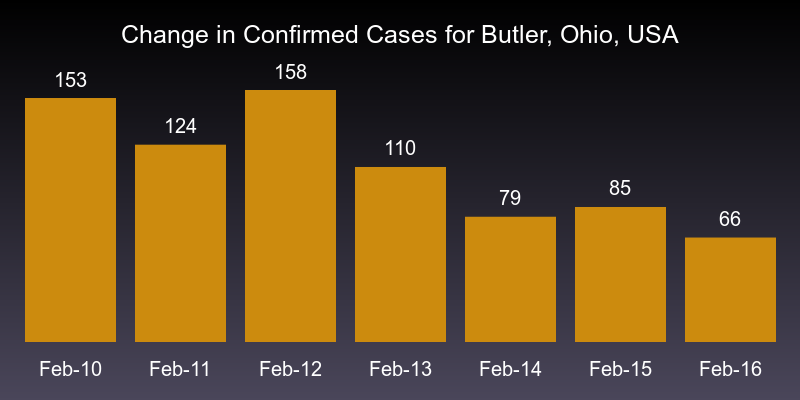 Change in Confirmed Cases for Butler, Ohio, USA
153
124
158
110
79
85
66
Feb-10
Feb-11
Feb-12
Feb-13
Feb-14
Feb-15
Feb-16